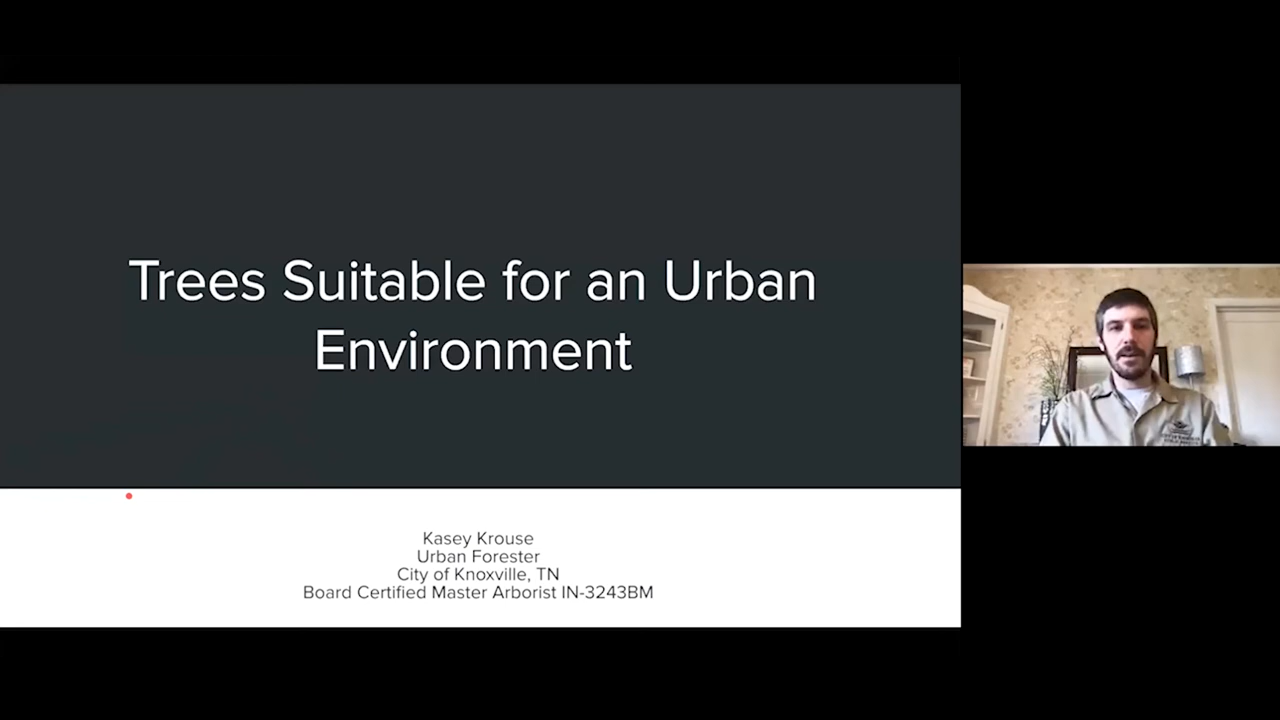 Trees Suitable for an Urban
Environment
Kasey Krouse
Urban Forester
City of Knoxville, TN
Board Certified Master Arborist IN-3243BM